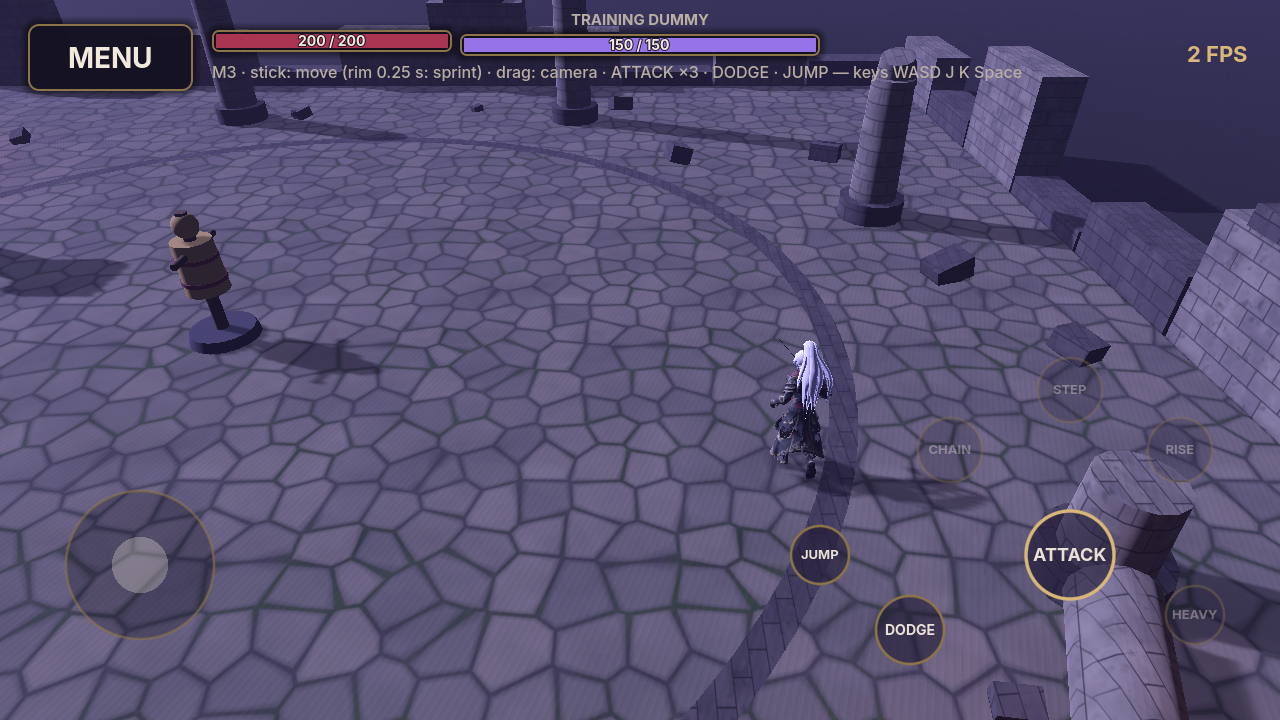 TRAINING DUMMY
MENU
200 / 200
150 / 150
2 FPS
M3 · stick: move (rim 0.25 s: sprint) · drag: camera · ATTACK ×3 · DODGE · JUMP — keys WASD J K Space
STEP
CHAIN
RISE
JUMP
ATTACK
HEAVY
DODGE